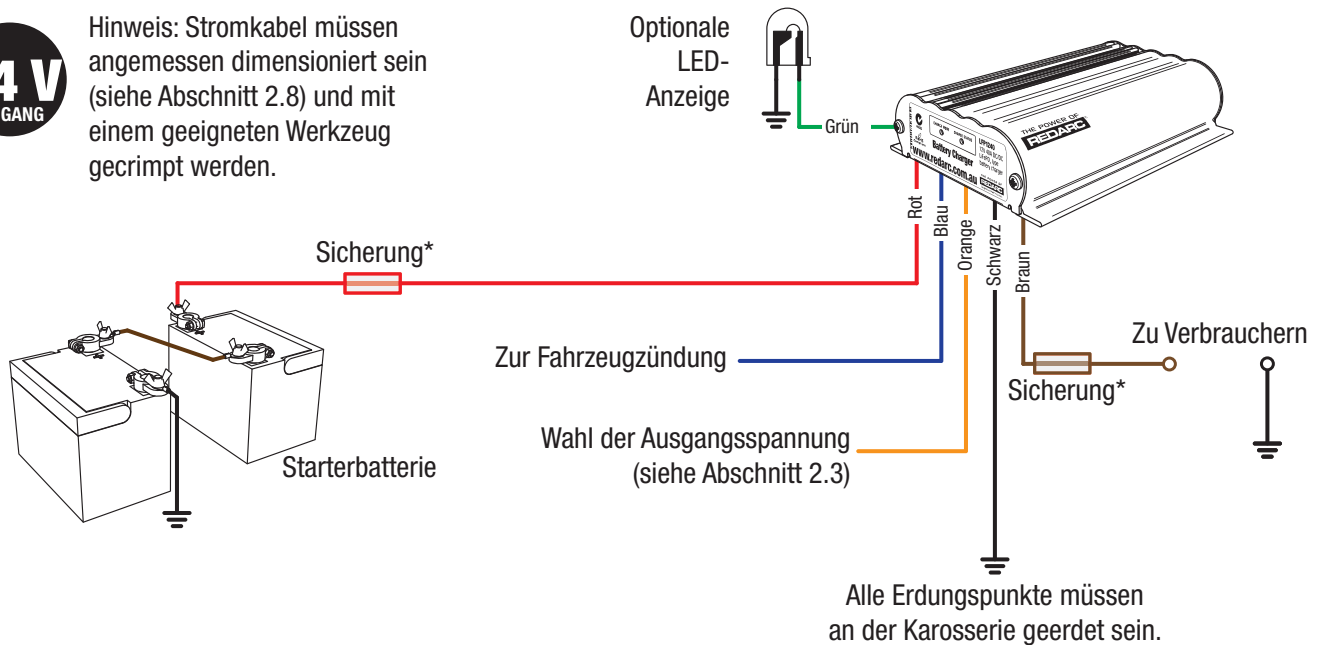 4 V
GANG
Hinweis: Stromkabel müssen
angemessen dimensioniert sein
(siehe Abschnitt 2.8) und mit
einem geeigneten Werkzeug
gecrimpt werden.
Optionale
LED-
Anzeige
Grün
THE POWER OF
REDARC
Battery Charger
www.redarc.com.au
Rot
Blau
Orange
Schwarz
Braun
Sicherung*
Zur Fahrzeugzündung
Zu Verbrauchern
Sicherung*
Wahl der Ausgangsspannung
(siehe Abschnitt 2.3)
Starterbatterie
Alle Erdungspunkte müssen
an der Karosserie geerdet sein.